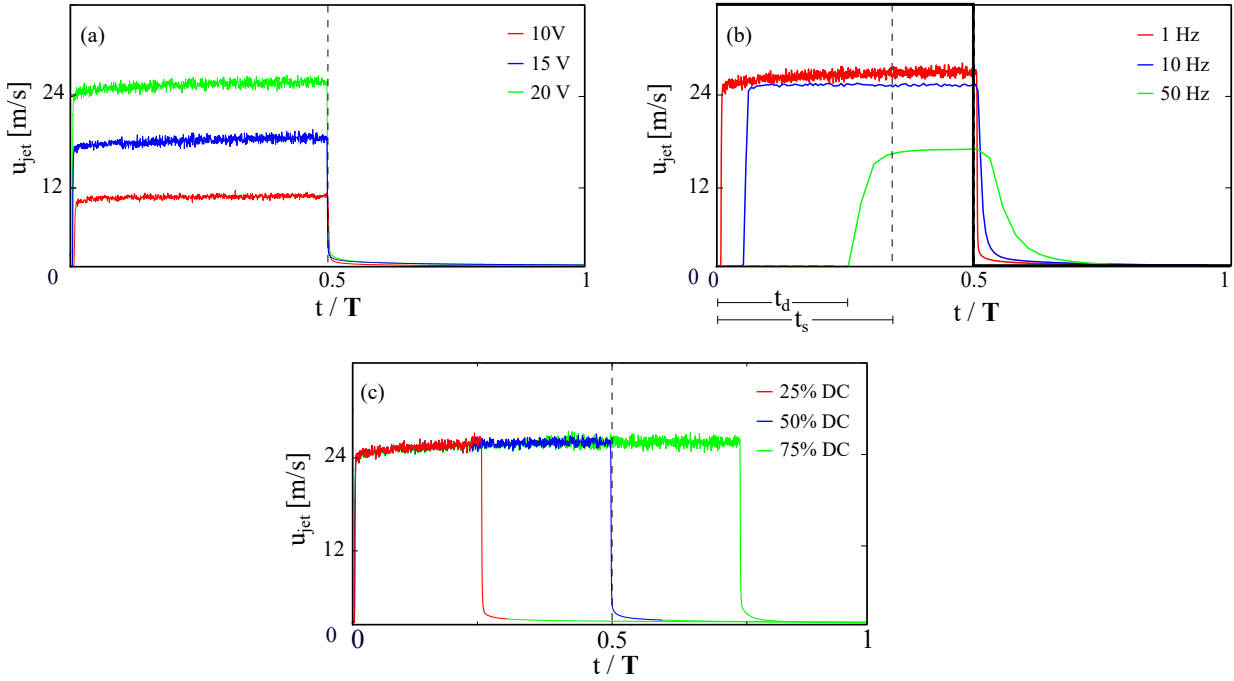 (a)
10V
15 V
20 V
u_jet [m/s]
24
12
0
0
0.5
1
t / T
(b)
1 Hz
10 Hz
50 Hz
u_jet [m/s]
24
12
0
0
0.5
1
t_d
t_s
t / T
(c)
25% DC
50% DC
75% DC
u_jet [m/s]
24
12
0
0
0.5
1
t / T